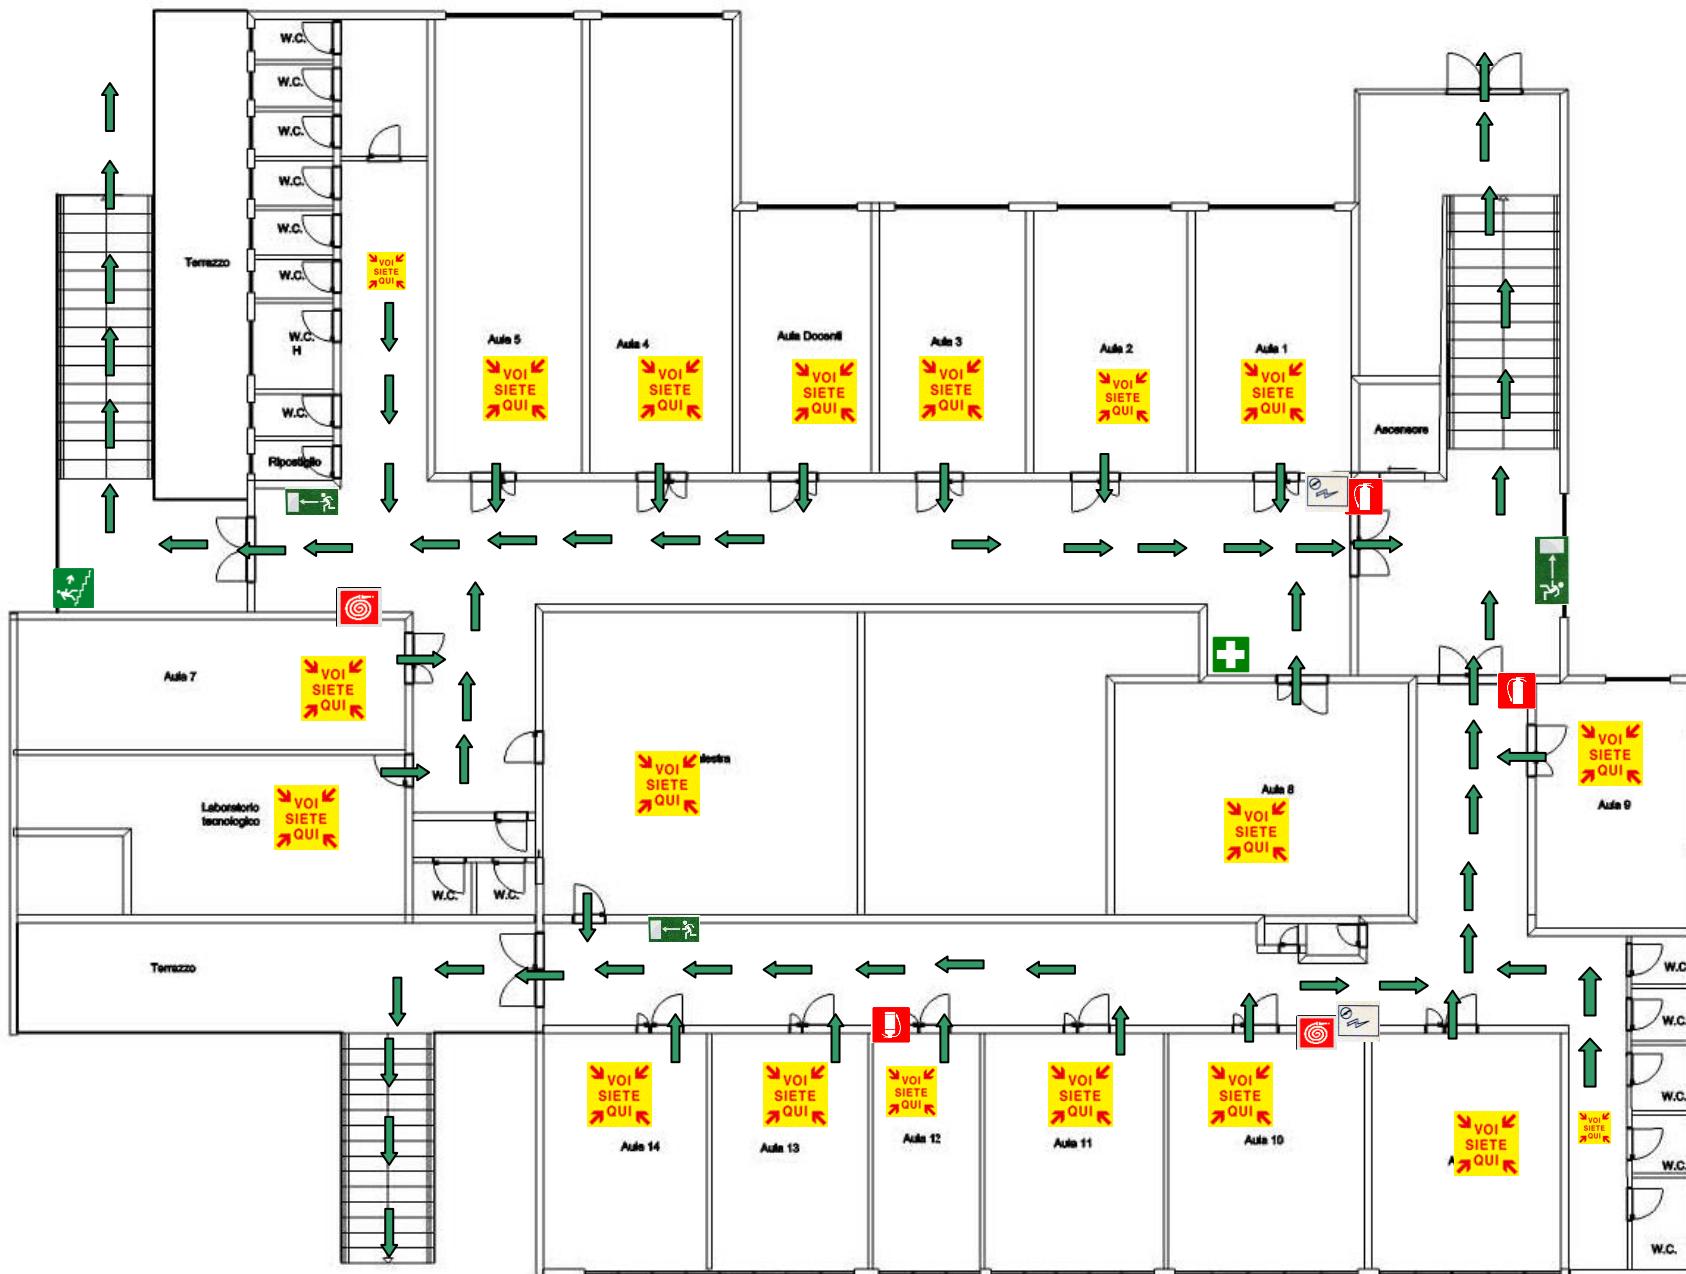 W.C.
W.C.
W.C.
W.C.
W.C.
W.C.
Terrazzo
VOI
SIETE
QUI
W.C.
H
W.C.
Ripostiglio
Aula 5
VOI
SIETE
QUI
Aula 4
VOI
SIETE
QUI
Aula Docenti
VOI
SIETE
QUI
Aula 3
VOI
SIETE
QUI
Aula 2
VOI
SIETE
QUI
Aula 1
VOI
SIETE
QUI
Ascensore
Aula 7
VOI
SIETE
QUI
Laboratorio
tecnologico
VOI
SIETE
QUI
W.C.
W.C.
VOI
SIETE
QUI
Aula 8
VOI
SIETE
QUI
VOI
SIETE
QUI
Aula 9
Terrazzo
VOI
SIETE
QUI
Aula 14
VOI
SIETE
QUI
Aula 13
VOI
SIETE
QUI
Aula 12
VOI
SIETE
QUI
Aula 11
VOI
SIETE
QUI
Aula 10
VOI
SIETE
QUI
VOI
SIETE
QUI
W.C
W.C.
W.C.
W.C.
W.C.